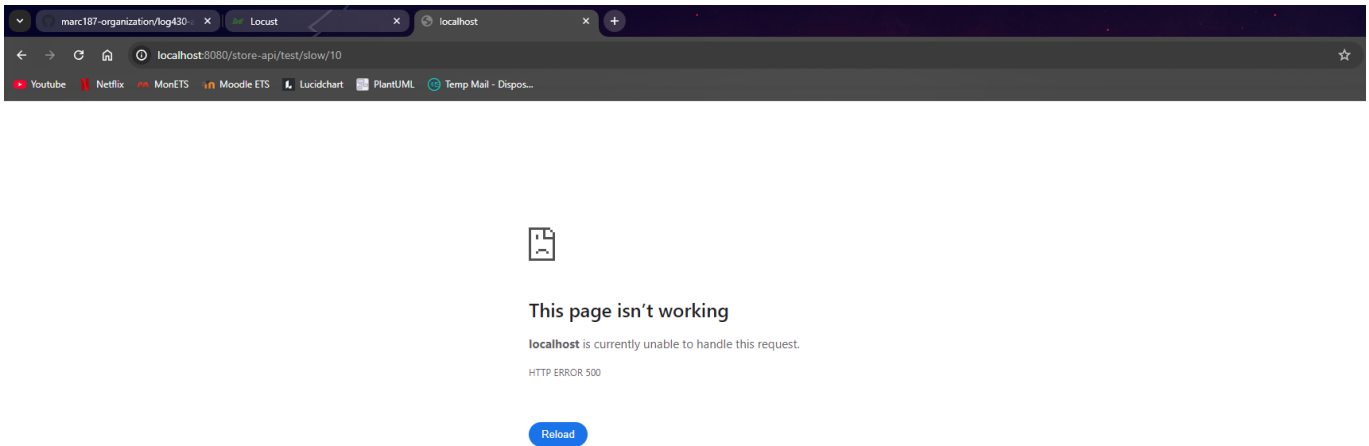 marc187-organization/log430-a
Locust
localhost
localhost:8080/store-api/test/slow/10
Youtube Netflix MonETS Moodle ETS Lucidchart PlantUML Temp Mail - Dispos...
This page isn't working
localhost is currently unable to handle this request.
HTTP ERROR 500
Reload